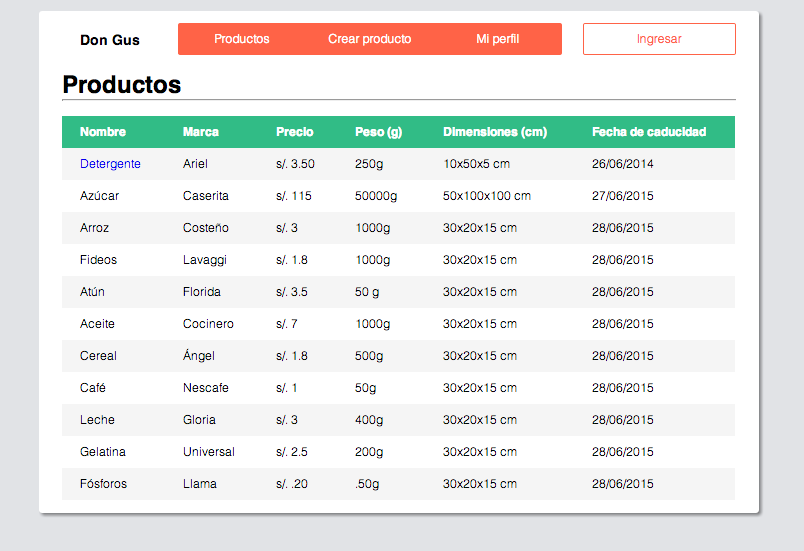 Don Gus Productos Crear producto Mi perfil Ingresar
Productos
Nombre Marca Precio Peso (g) Dimensiones (cm) Fecha de caducidad
Detergente Ariel s/. 3.50 250g 10x50x5 cm 26/06/2014
Azúcar Caserita s/. 115 50000g 50x100x100 cm 27/06/2015
Arroz Costeño s/. 3 1000g 30x20x15 cm 28/06/2015
Fideos Lavaggi s/. 1.8 1000g 30x20x15 cm 28/06/2015
Atún Florida s/. 3.5 50 g 30x20x15 cm 28/06/2015
Aceite Cocinero s/. 7 1000g 30x20x15 cm 28/06/2015
Cereal Ángel s/. 1.8 500g 30x20x15 cm 28/06/2015
Café Nescafe s/. 1 50g 30x20x15 cm 28/06/2015
Leche Gloria s/. 3 400g 30x20x15 cm 28/06/2015
Gelatina Universal s/. 2.5 200g 30x20x15 cm 28/06/2015
Fósforos Llama s/. .20 .50g 30x20x15 cm 28/06/2015